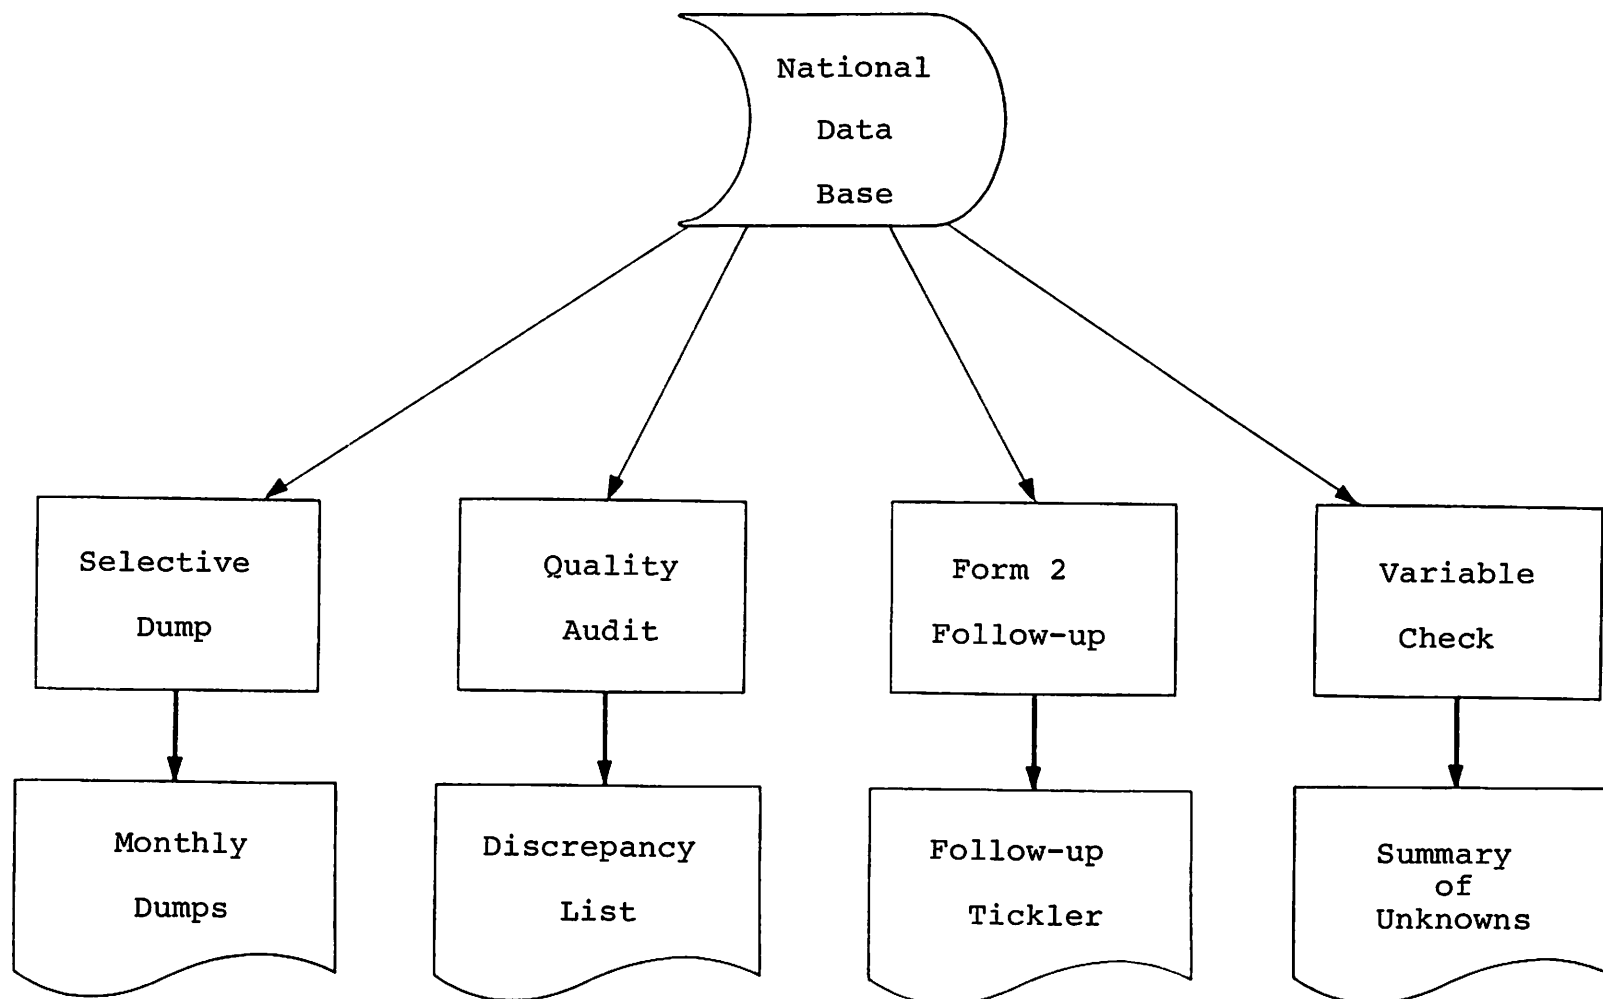 National
Data
Base
Selective
Dump
Quality
Audit
Form 2
Follow-up
Variable
Check
Monthly
Dumps
Discrepancy
List
Follow-up
Tickler
Summary
of
Unknowns